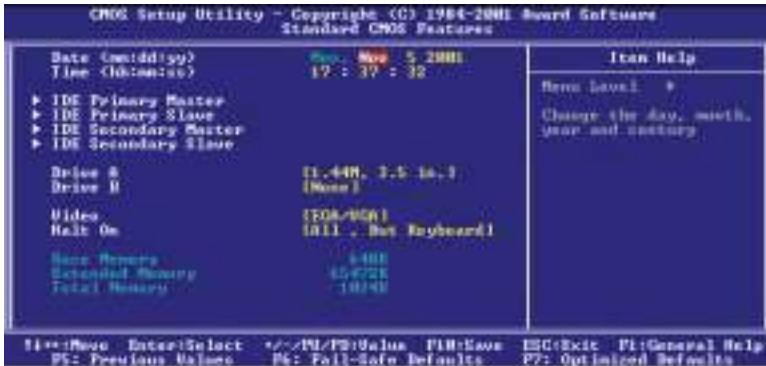 CMOS Setup Utility - Copyright (C) 1984-2001 Award Software
Standard CMOS Features
Date (mm:dd:yy) Mon, Nov 5 2001
Time (hh:mm:ss) 17 : 37 : 32
Item Help
Menu Level
Change the day, month,
year and century
IDE Primary Master
IDE Primary Slave
IDE Secondary Master
IDE Secondary Slave
Drive A [1.44M, 3.5 in.]
Drive B [None]
Video [EGA/VGA]
Halt On [All , But Keyboard]
Base Memory 640K
Extended Memory 65472K
Total Memory 1024K
:Move Enter:Select +/-/PU/PD:Value F10:Save ESC:Exit F1:General Help
F5: Previous Values F6: Fail-Safe Defaults F7: Optimized Defaults